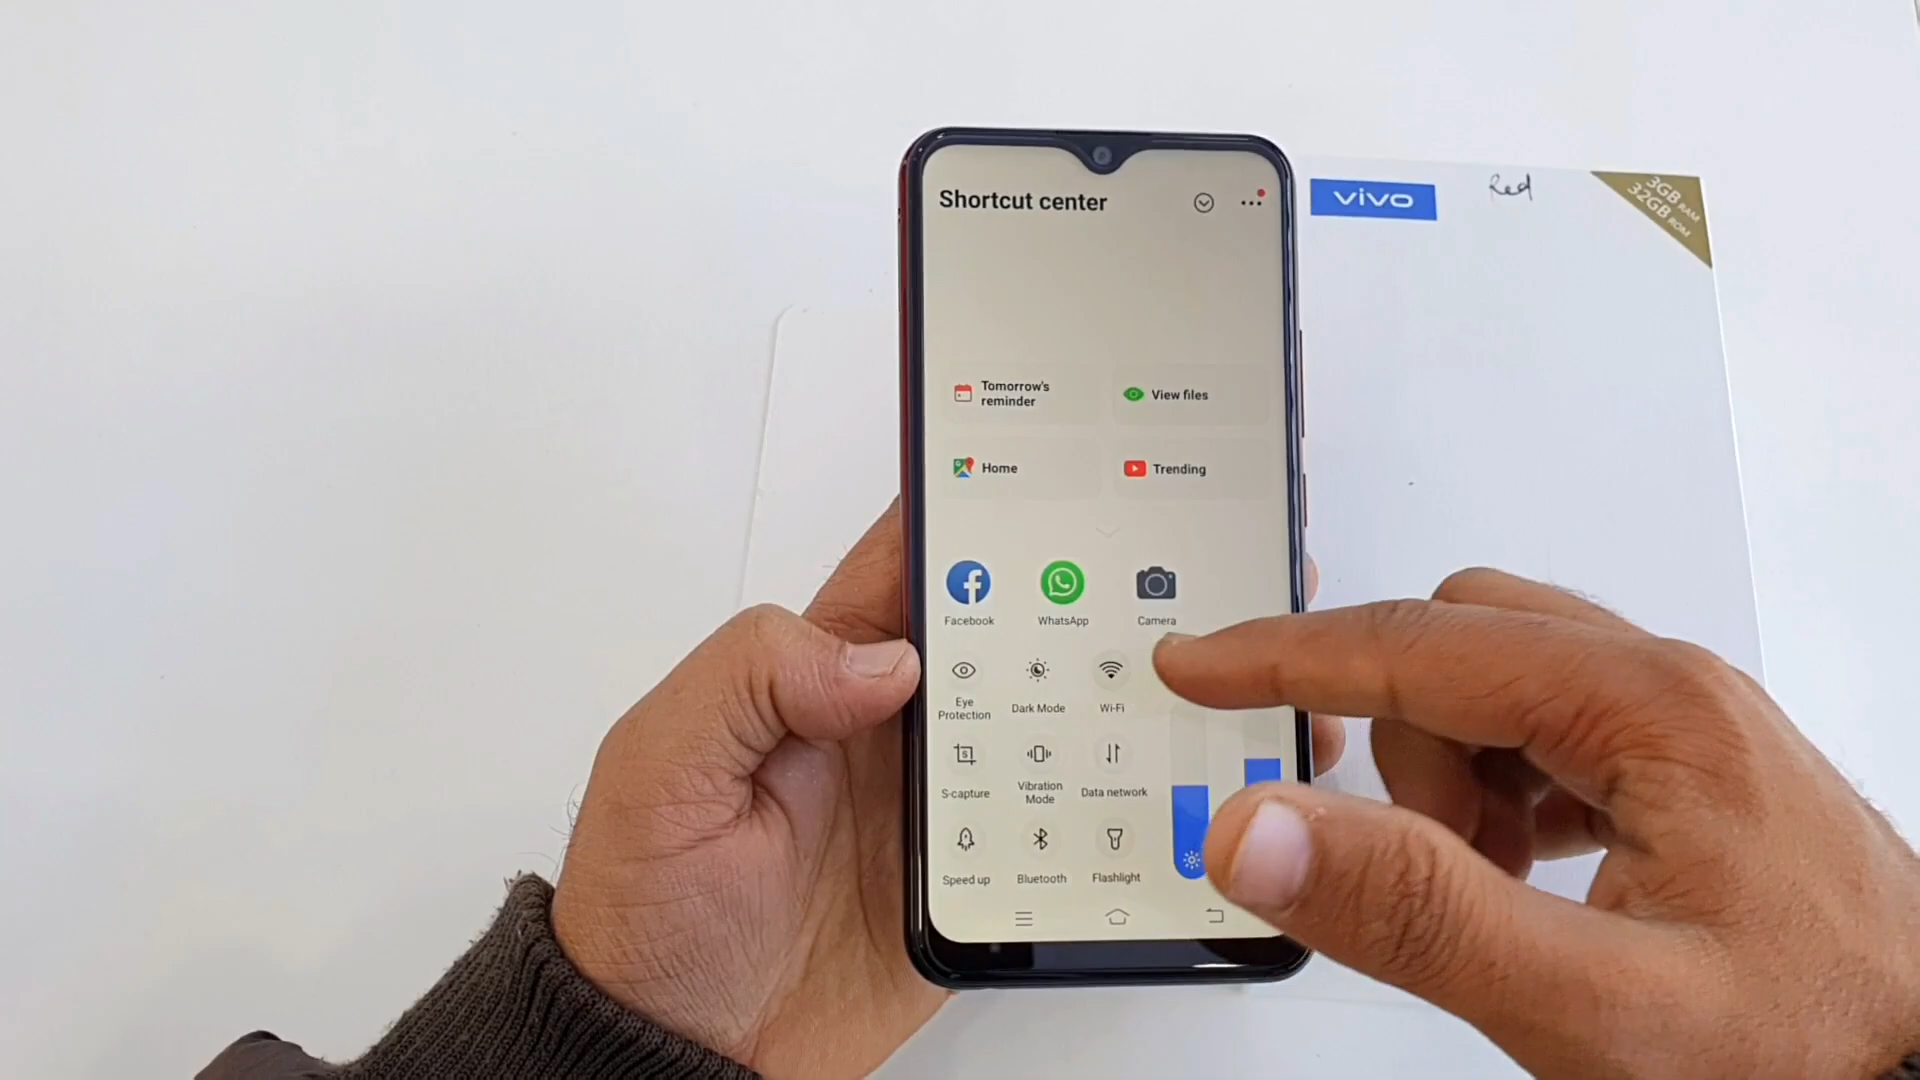 Shortcut center
Tomorrow's
reminder
View files
Home
Trending
Facebook
WhatsApp
Camera
Eye
Protection
Dark Mode
Wi-Fi
S-capture
Vibration
Mode
Data network
Speed up
Bluetooth
Flashlight
vivo
Red
3GB RAM
32GB ROM